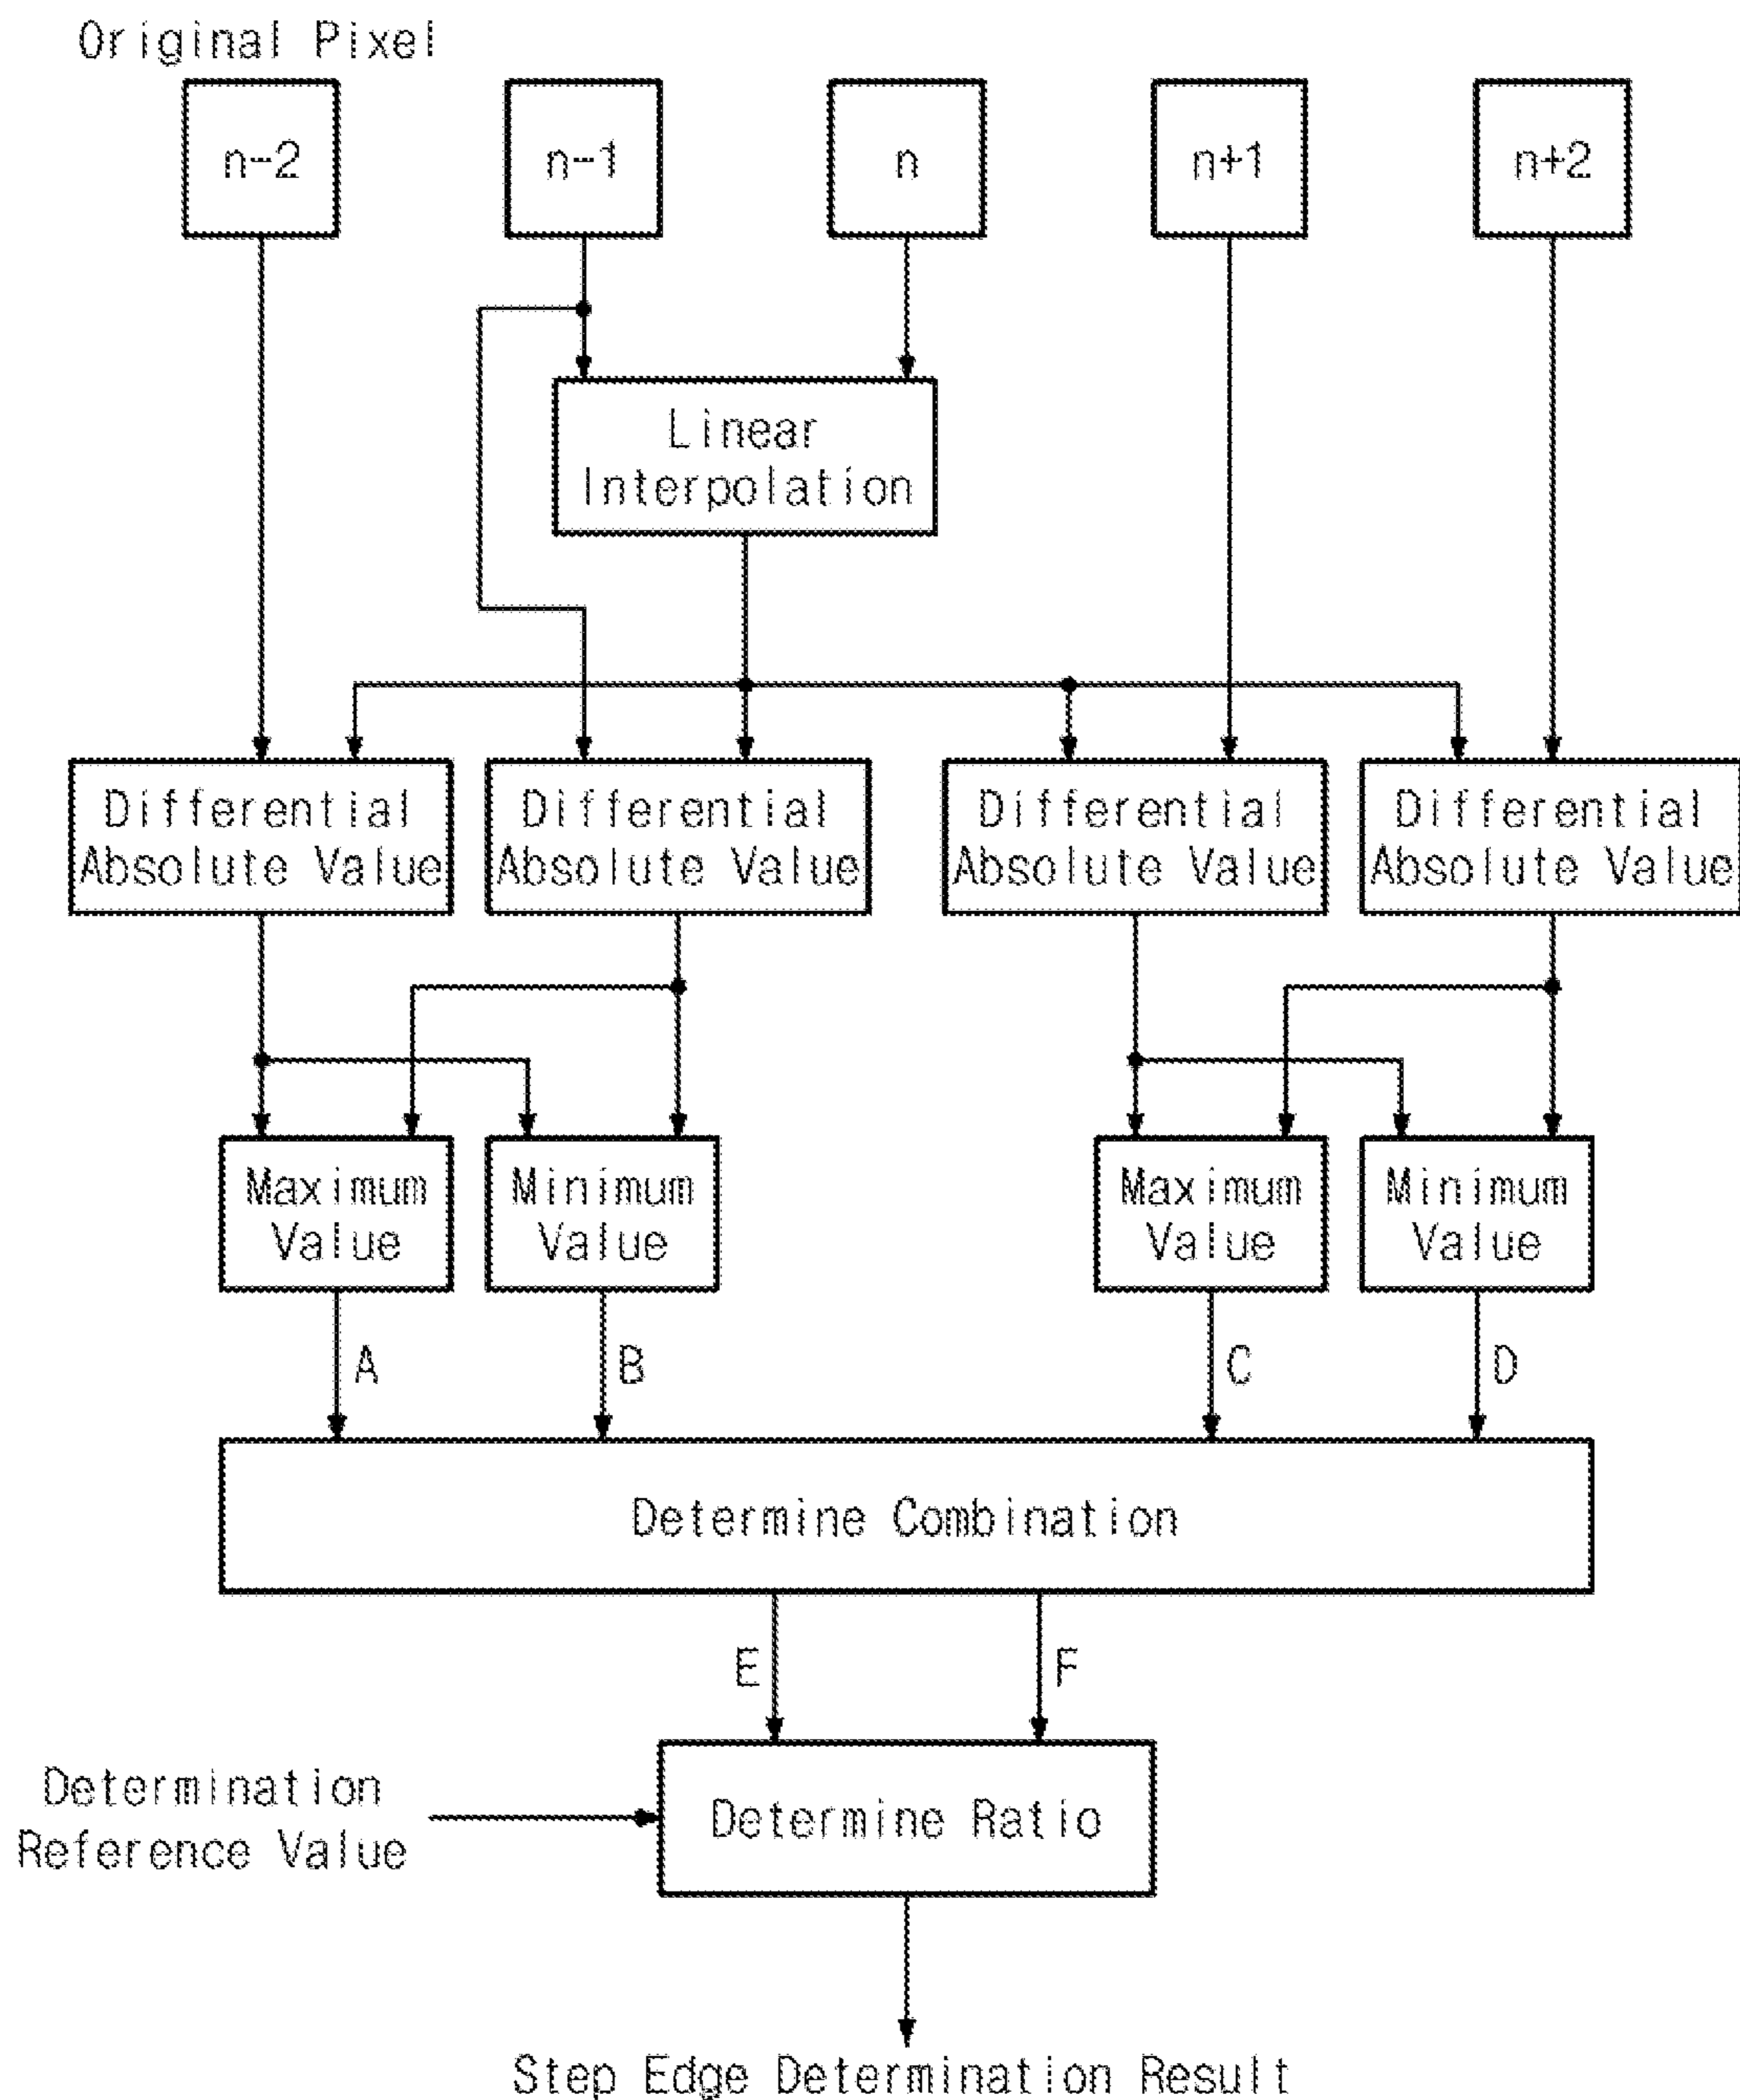 Original Pixel
n-2
n-1
n
n+1
n+2
Linear
Interpolation
Differential
Absolute Value
Differential
Absolute Value
Differential
Absolute Value
Differential
Absolute Value
Maximum
Value
Minimum
Value
Maximum
Value
Minimum
Value
A
B
C
D
Determine Combination
E
F
Determination
Reference Value
Determine Ratio
Step Edge Determination Result